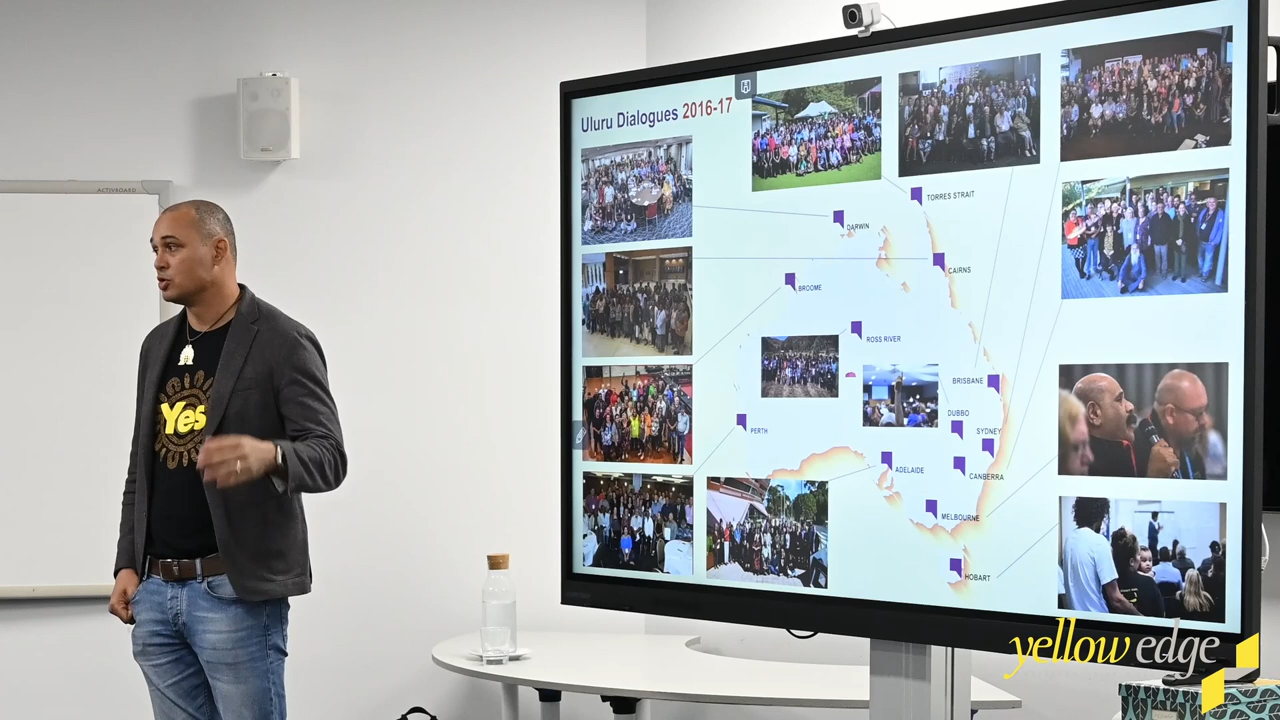 ACTIVBOARD
Yes
Uluru Dialogues 2016-17
TORRES STRAIT
DARWIN
CAIRNS
BROOME
ROSS RIVER
BRISBANE
DUBBO
SYDNEY
PERTH
ADELAIDE
CANBERRA
MELBOURNE
HOBART
yellow edge